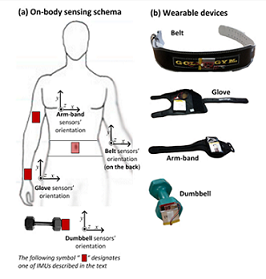 (a) On-body sensing schema
Arm-band
sensors'
orientation
Belt
sensors'
orientation
(on the back)
Glove sensors'
orientation
Dumbbell sensors'
orientation
The following symbol " " designates
one of IMUs described in the text
(b) Wearable devices
Belt
GOLD'S GYM
Glove
Arm-band
Dumbbell